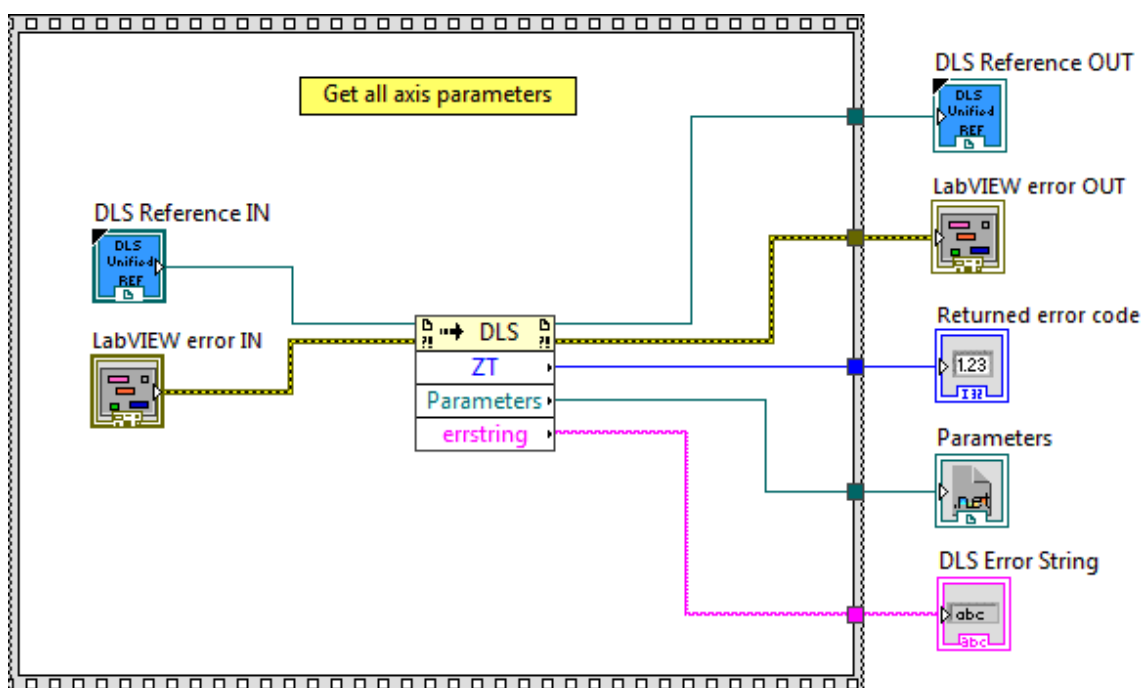 Get all axis parameters
DLS Reference OUT
DLS
Unified
REF
LabVIEW error OUT
DLS Reference IN
DLS
Unified
REF
LabVIEW error IN
DLS
ZT
Parameters
errstring
Returned error code
1.23
I32
Parameters
.net
DLS Error String
abc
abc